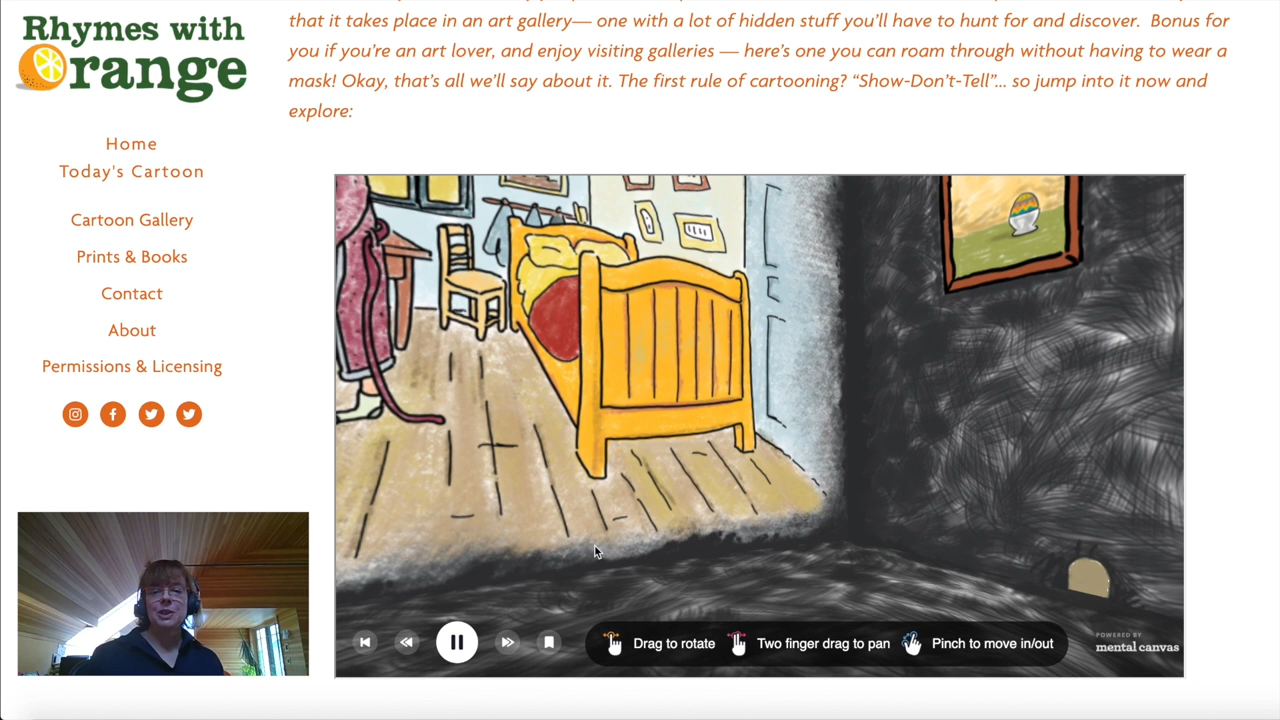 Rhymes with
Orange
that it takes place in an art gallery— one with a lot of hidden stuff you'll have to hunt for and discover. Bonus for
you if you're an art lover, and enjoy visiting galleries — here's one you can roam through without having to wear a
mask! Okay, that's all we'll say about it. The first rule of cartooning? “Show-Don't-Tell”... so jump into it now and
explore:
Home
Today's Cartoon
Cartoon Gallery
Prints & Books
Contact
About
Permissions & Licensing
Drag to rotate
Two finger drag to pan
Pinch to move in/out
POWERED BY
mental canvas